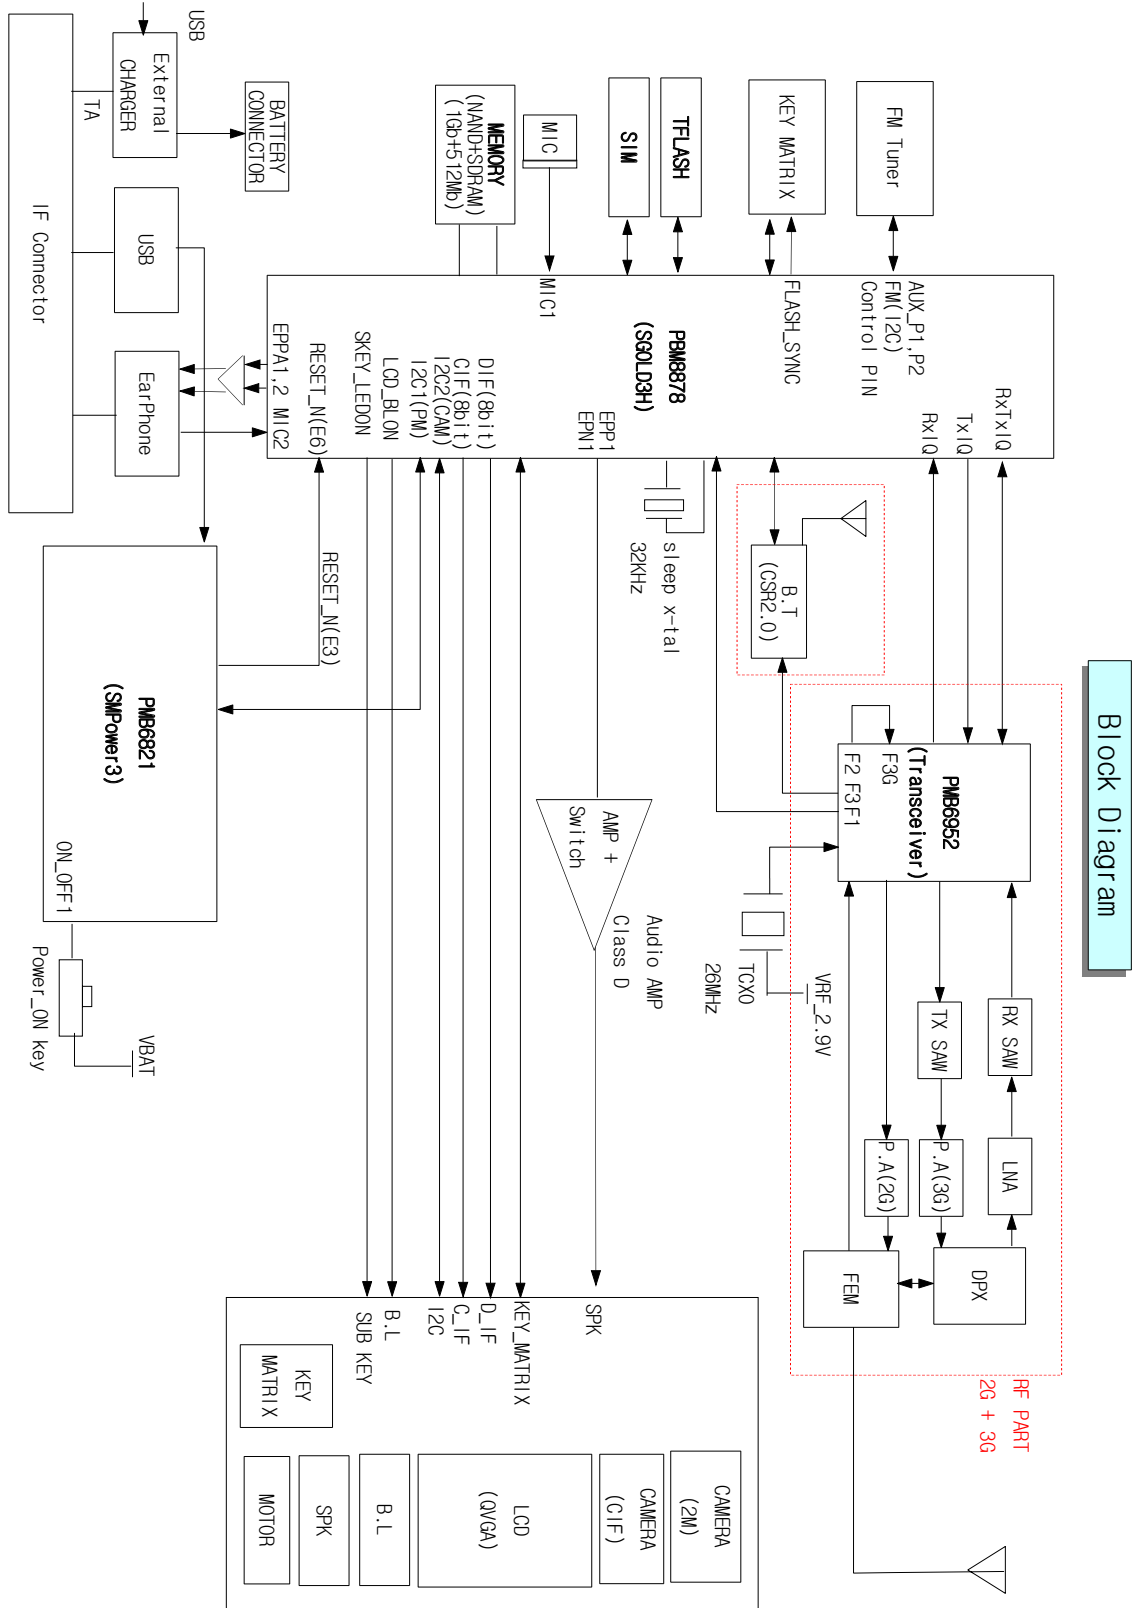 Block Diagram
FM Tuner
KEY MATRIX
TFLASH
SIM
MIC
MEMORY
(NAND+SDRAM)
(1Gb+512Mb)
BATTERY
CONNECTOR
USB
External
CHARGER
TA
USB
EarPhone
IF Connector
AUX_P1,P2
FM(I2C)
Control PIN
FLASH_SYNC
MIC1
PBM8878
(SGOLD3H)
RxTxIQ
TxIQ
RxIQ
EPP1
EPN1
DIF(8bit)
CIF(8bit)
I2C2(CAM)
I2C1(PM)
LCD_BLON
SKEY_LEDON
RESET_N(E6)
EPPA1,2 MIC2
B.T
(CSR2.0)
sleep x-tal
32KHz
RESET_N(E3)
PMB6821
(SMPower3)
ON_OFF1
Power_ON key
VBAT
PMB6952
(Transceiver)
F3G
F2 F3 F1
TCXO
26MHz
VRF_2.9V
AMP +
Switch
Audio AMP
Class D
RX SAW
TX SAW
LNA
P.A(3G)
P.A(2G)
DPX
FEM
RF PART
2G + 3G
SPK
KEY_MATRIX
D_IF
C_IF
I2C
B.L
SUB KEY
KEY
MATRIX
CAMERA
(2M)
CAMERA
(CIF)
LCD
(QVGA)
B.L
SPK
MOTOR